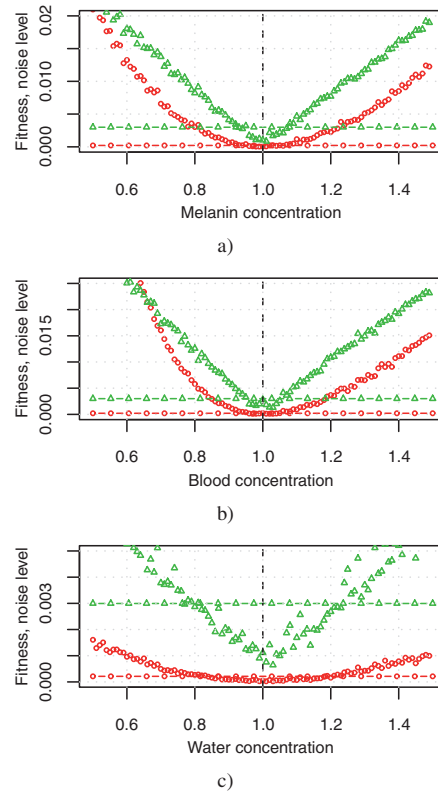 Fitness, noise level
0.020
0.010
0.000
0.6 0.8 1.0 1.2 1.4
Melanin concentration
a)
Fitness, noise level
0.015
0.000
0.6 0.8 1.0 1.2 1.4
Blood concentration
b)
Fitness, noise level
0.003
0.000
0.6 0.8 1.0 1.2 1.4
Water concentration
c)